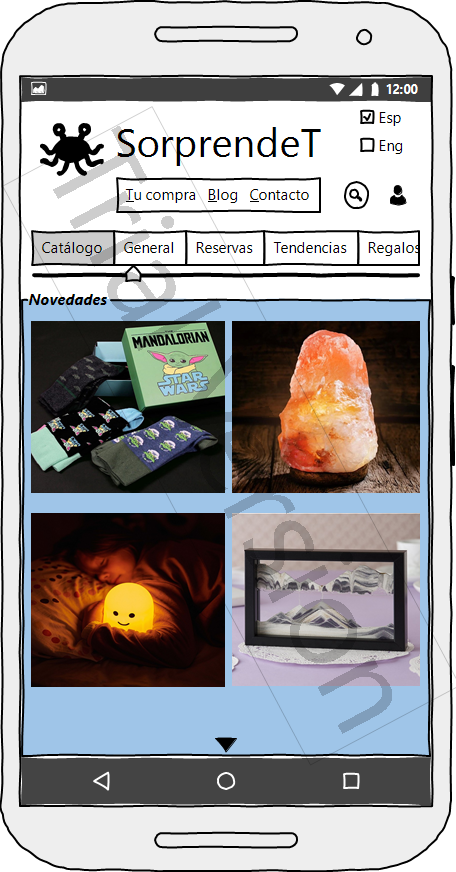 12:00
Esp
SorprendeT
Eng
Tu compra Blog Contacto
Catálogo General Reservas Tendencias Regalos
Novedades
THE MANDALORIAN
STAR WARS
Trial version